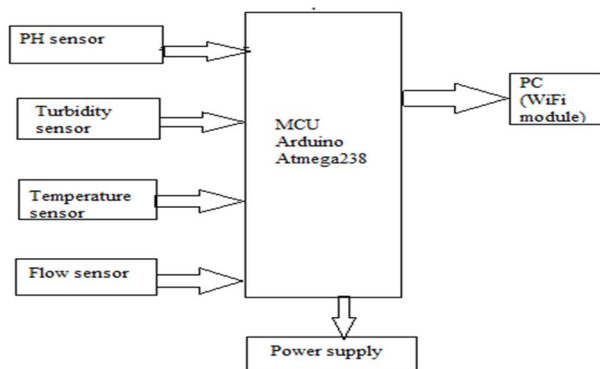 PH sensor
Turbidity
sensor
Temperature
sensor
Flow sensor
MCU
Arduino
Atmega238
PC
(WiFi
module)
Power supply